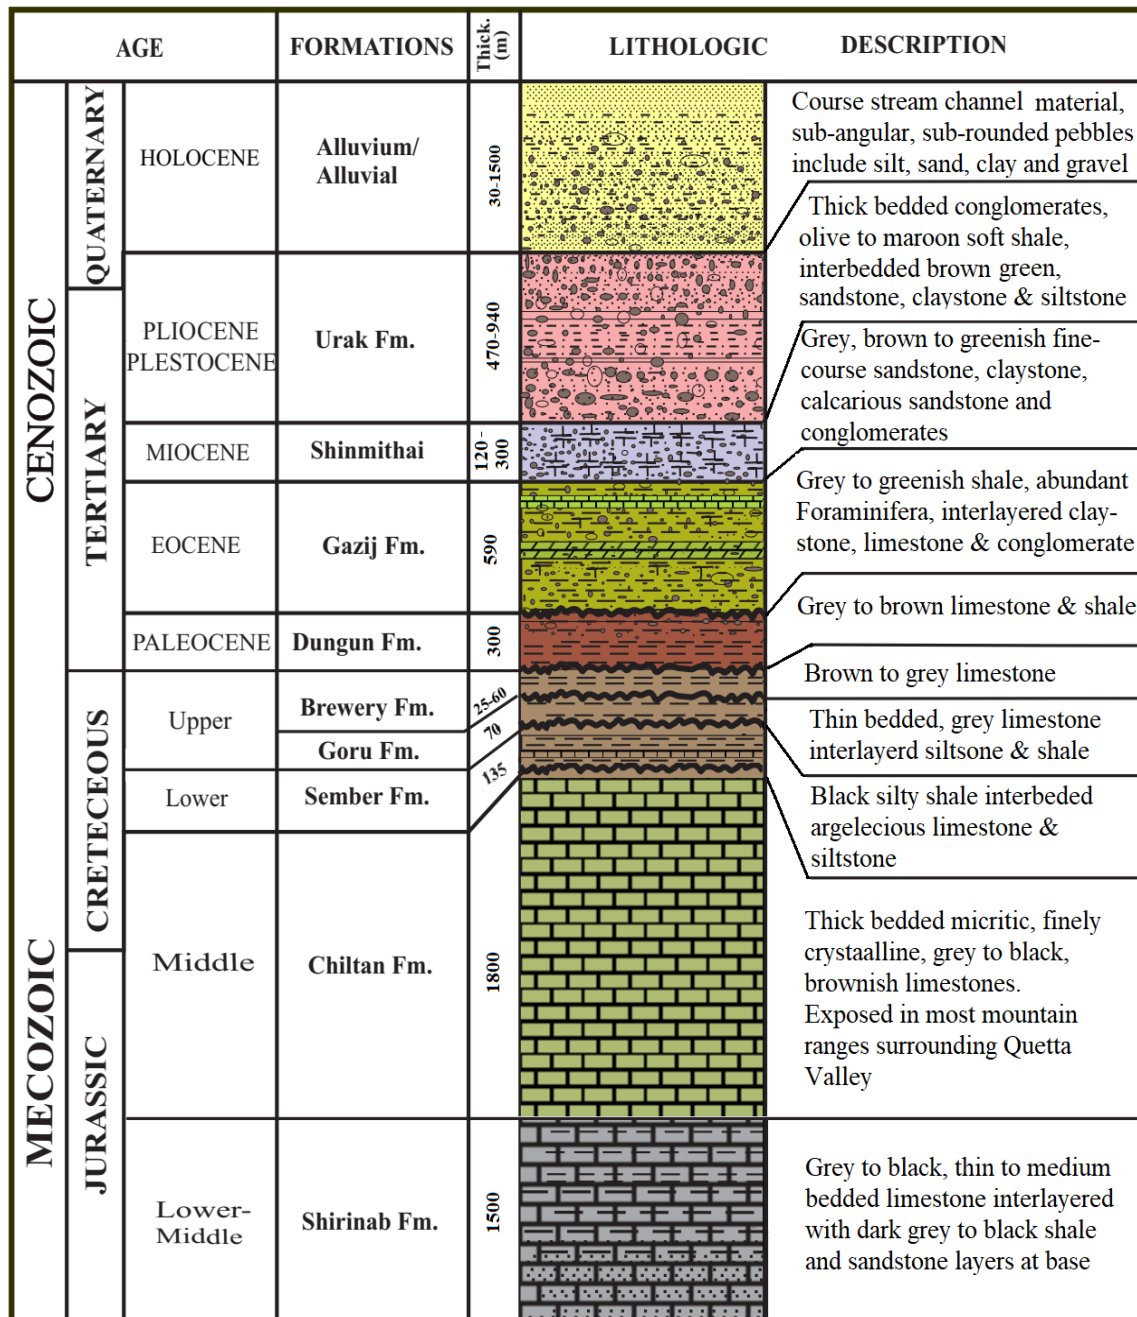 AGE
FORMATIONS
Thick.
(m)
LITHOLOGIC
DESCRIPTION
CENOZOIC
QUATERNARY
HOLOCENE
Alluvium/
Alluvial
30-1500
Course stream channel material,
sub-angular, sub-rounded pebbles
include silt, sand, clay and gravel
TERTIARY
PLIOCENE
PLESTOCENE
Urak Fm.
470-940
Thick bedded conglomerates,
olive to maroon soft shale,
interbedded brown green,
sandstone, claystone & siltstone
MIOCENE
Shinmithai
120-
300
Grey, brown to greenish fine-
course sandstone, claystone,
calcarious sandstone and
conglomerates
EOCENE
Gazij Fm.
590
Grey to greenish shale, abundant
Foraminifera, interlayered clay-
stone, limestone & conglomerate
PALEOCENE
Dungun Fm.
300
Grey to brown limestone & shale
MECOZOIC
CRETECEOUS
Upper
Brewery Fm.
25-60
Brown to grey limestone
Goru Fm.
70
Thin bedded, grey limestone
interlayerd siltsone & shale
Lower
Sember Fm.
135
Black silty shale interbeded
argelecious limestone &
siltstone
JURASSIC
Middle
Chiltan Fm.
1800
Thick bedded micritic, finely
crystaalline, grey to black,
brownish limestones.
Exposed in most mountain
ranges surrounding Quetta
Valley
Lower-
Middle
Shirinab Fm.
1500
Grey to black, thin to medium
bedded limestone interlayered
with dark grey to black shale
and sandstone layers at base